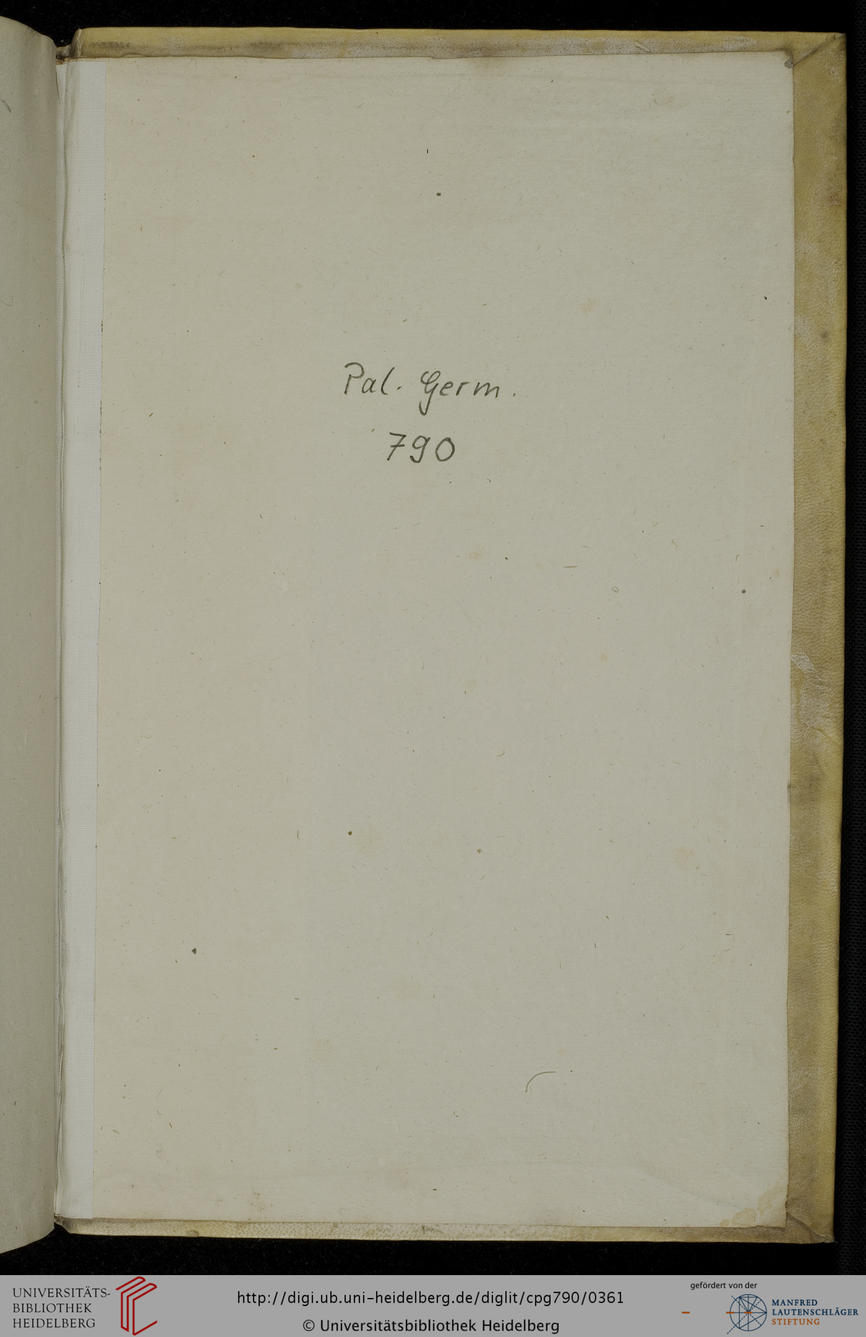 Pal. Germ.
790
UNIVERSITÄTS-
BIBLIOTHEK
HEIDELBERG
http://digi.ub.uni-heidelberg.de/diglit/cpg790/0361
© Universitätsbibliothek Heidelberg
gefördert von der
MANFRED
LAUTENSCHLÄGER
STIFTUNG